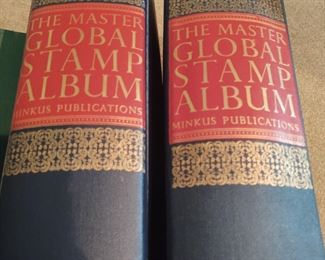 THE MASTER
GLOBAL
STAMP
ALBUM
MINKUS PUBLICATIONS
THE MASTER
GLOBAL
STAMP
ALBUM
MINKUS PUBLICATIONS